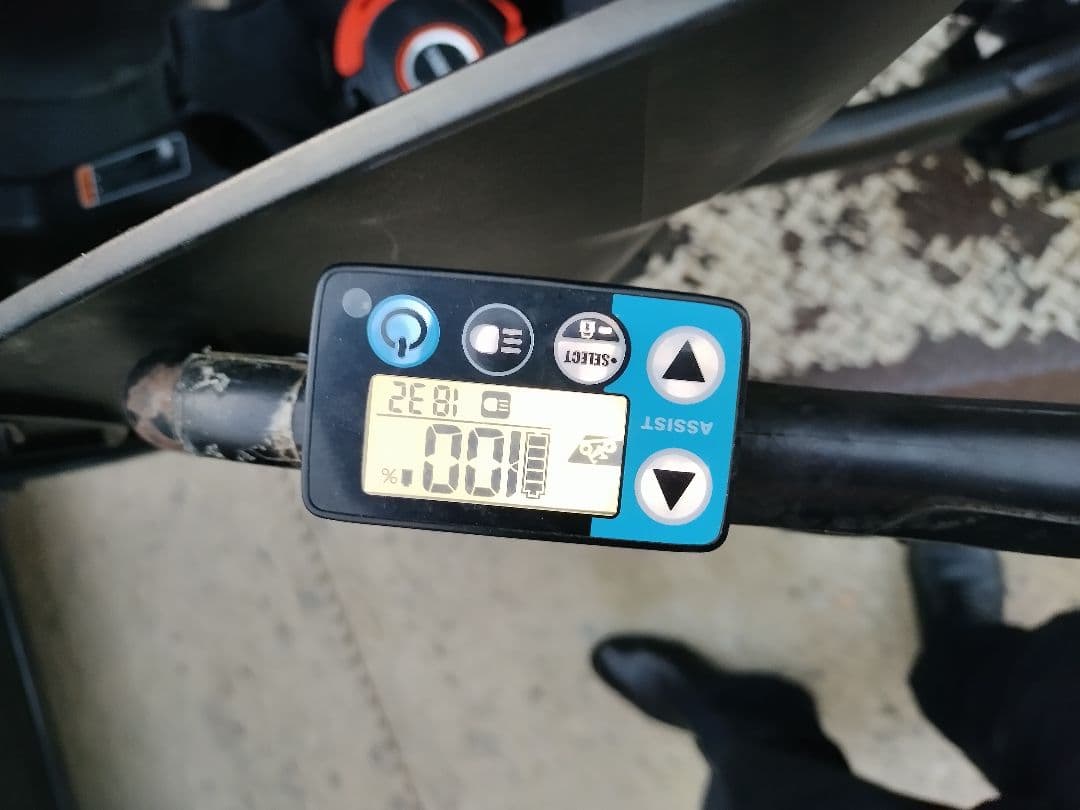 ASSIST
100 %
18:32
•SELECT